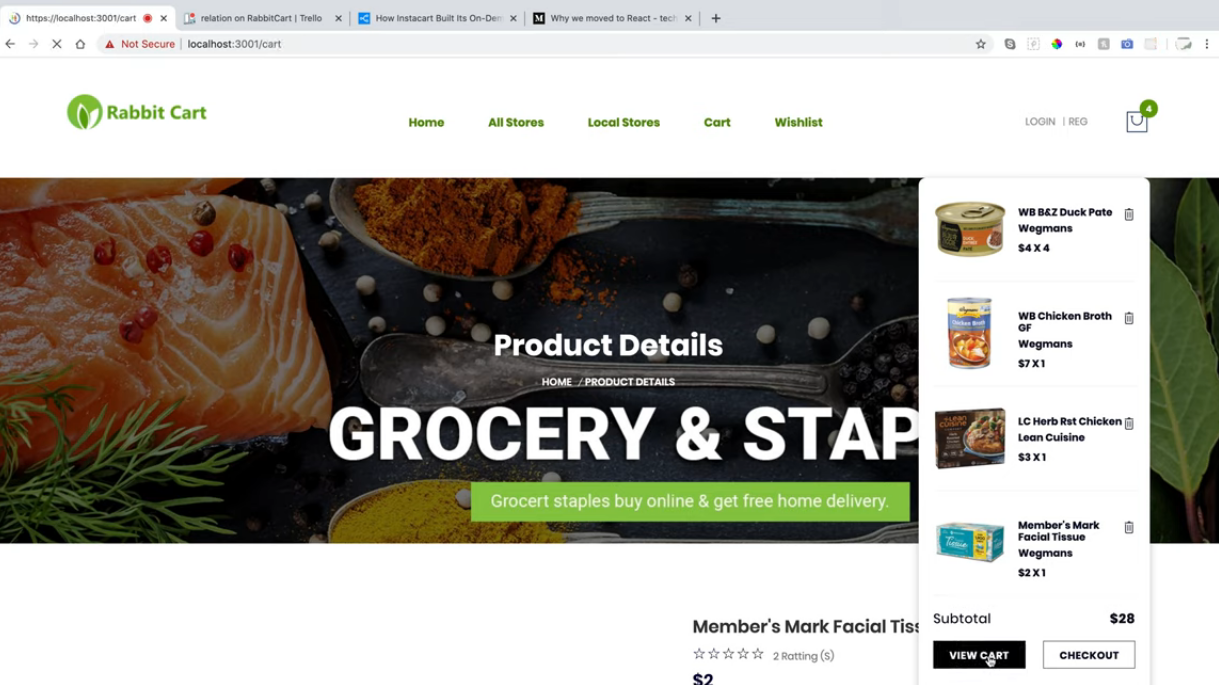 https://localhost:3001/cart
relation on RabbitCart | Trello
How Instacart Built Its On-Den
Why we moved to React - tech
Not Secure | localhost:3001/cart
Rabbit Cart
Home
All Stores
Local Stores
Cart
Wishlist
LOGIN | REG
4
Product Details
HOME / PRODUCT DETAILS
GROCERY & STAP
Grocert staples buy online & get free home delivery.
WB B&Z Duck Pate
Wegmans
$4 X 4
WB Chicken Broth
GF
Wegmans
$7 X 1
LC Herb Rst Chicken
Lean Cuisine
$3 X 1
Member's Mark
Facial Tissue
Wegmans
$2 X 1
Subtotal
$28
VIEW CART
CHECKOUT
Member's Mark Facial Tiss
2 Ratting (S)
$2